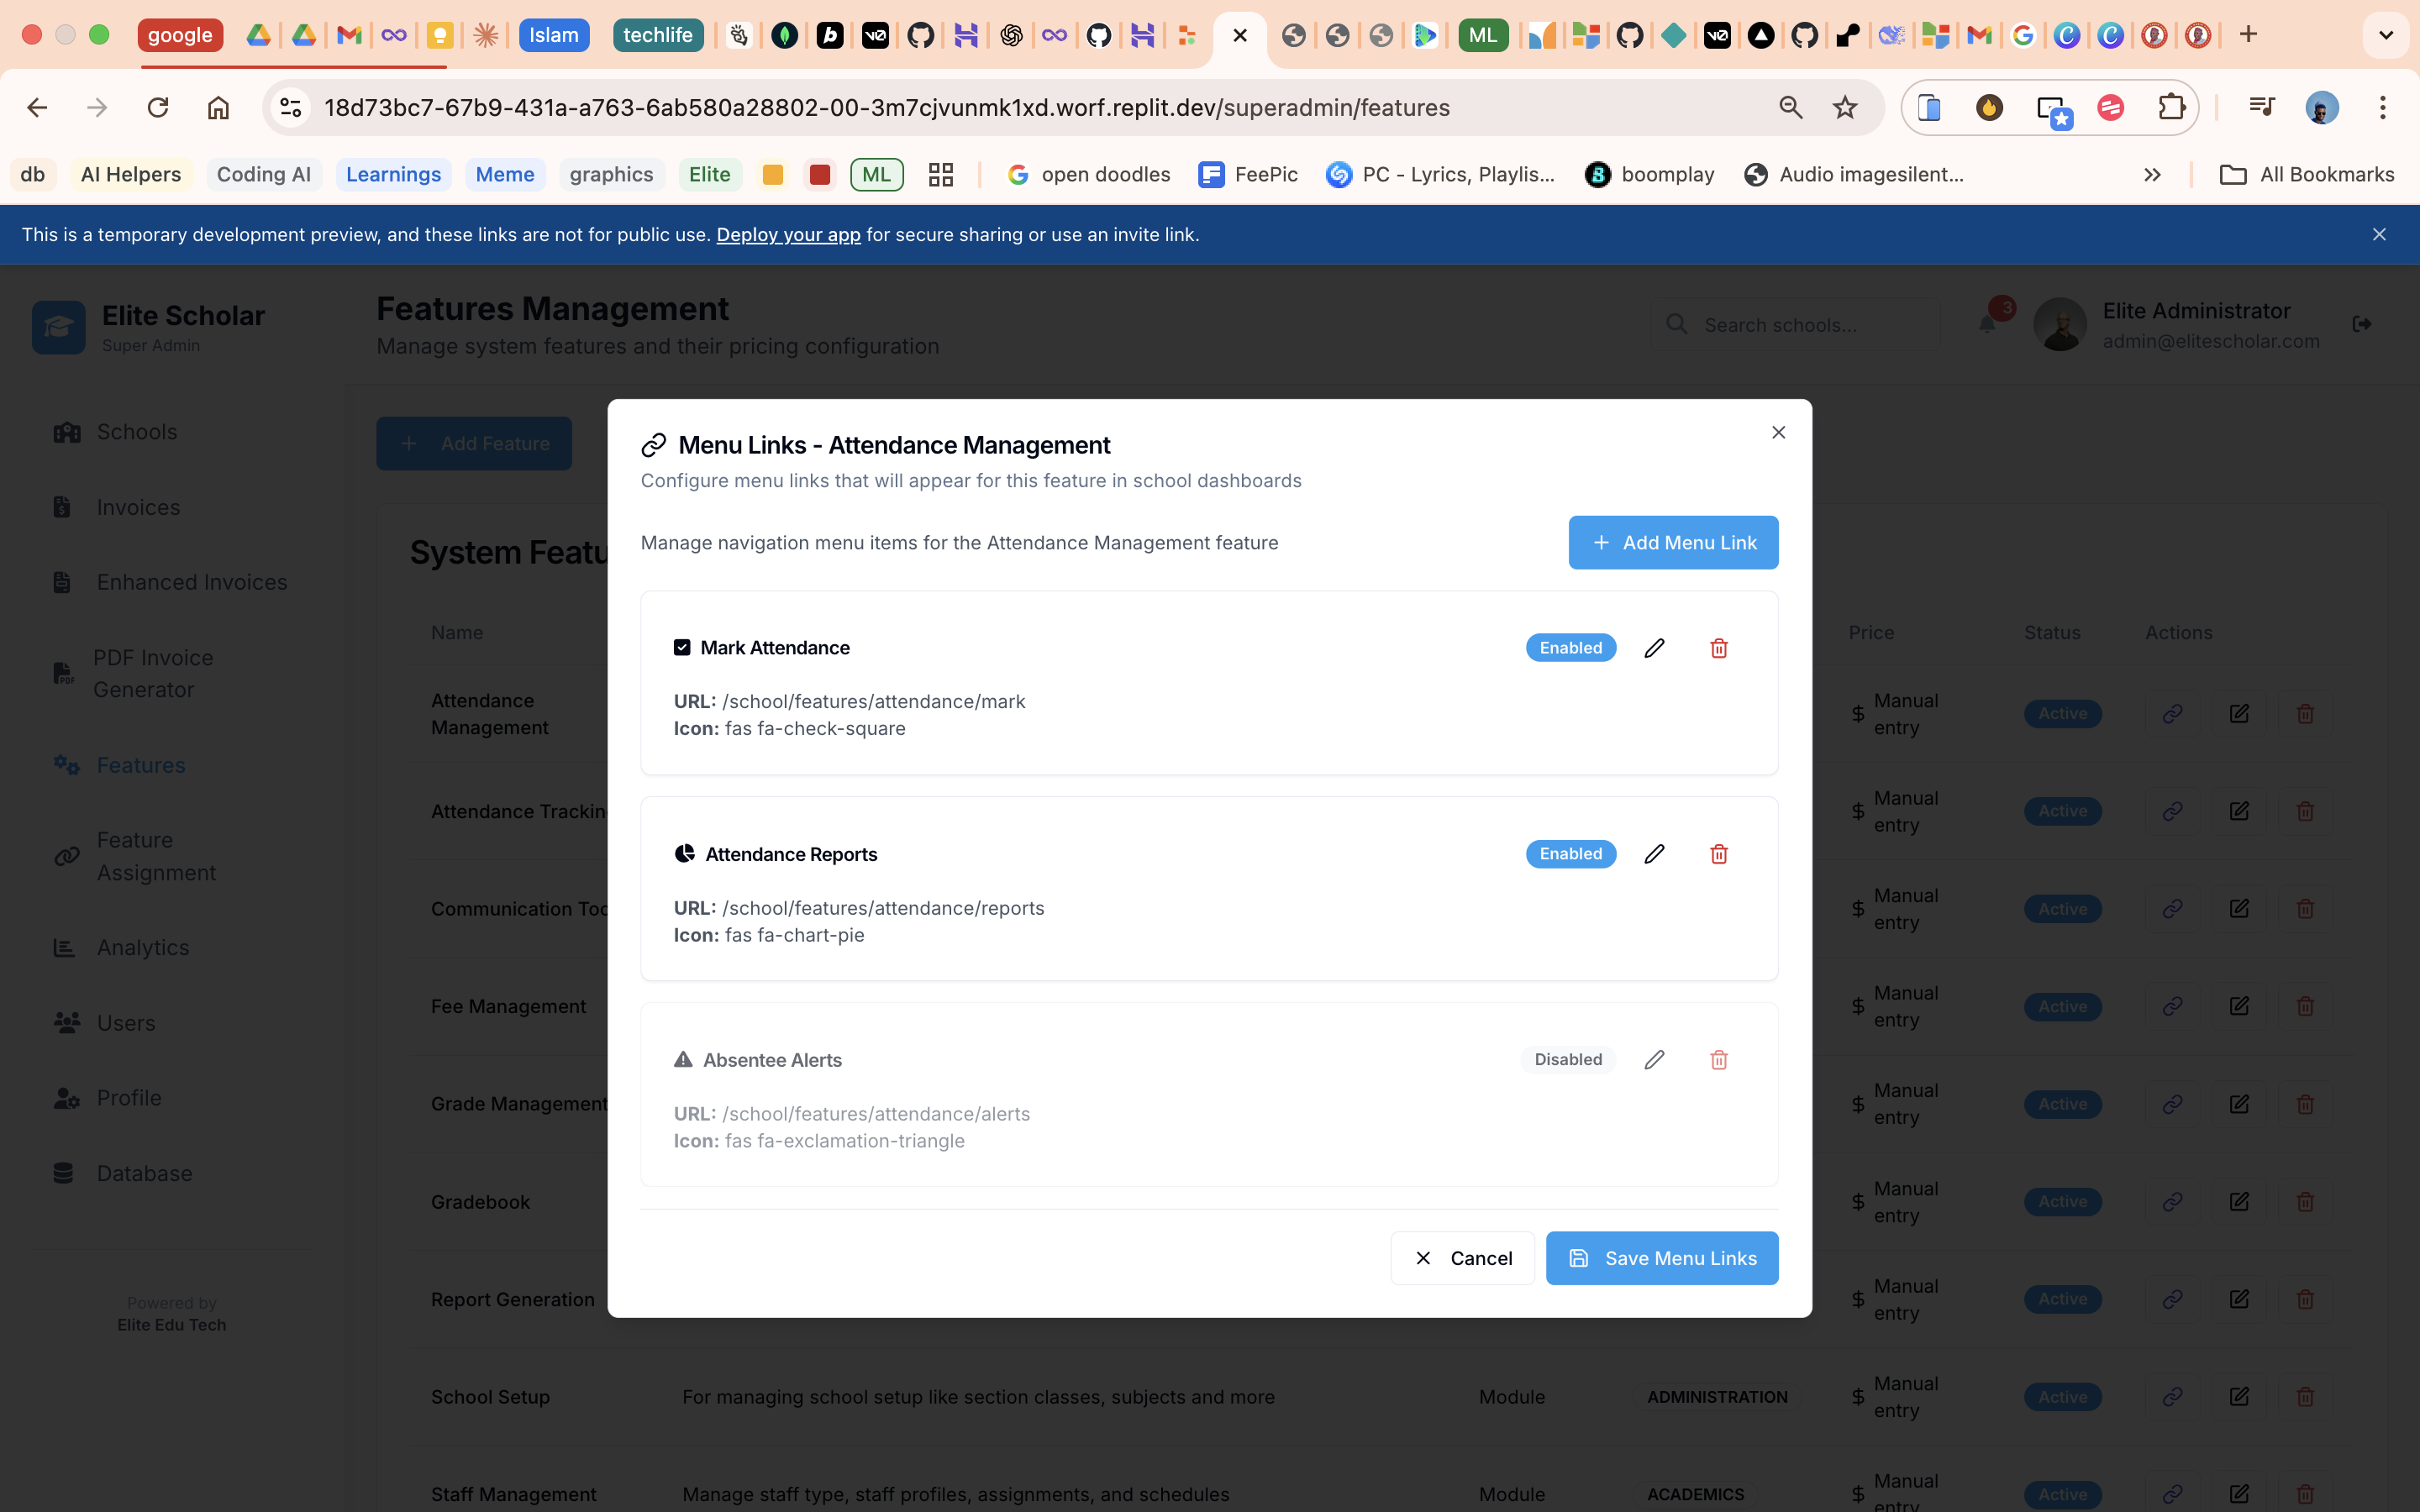 google
Islam
techlife
ML
18d73bc7-67b9-431a-a763-6ab580a28802-00-3m7cjvunmk1xd.worf.replit.dev/superadmin/features
db
AI Helpers
Coding AI
Learnings
Meme
graphics
Elite
ML
open doodles
FeePic
PC - Lyrics, Playlis...
boomplay
Audio imagesilent...
All Bookmarks
This is a temporary development preview, and these links are not for public use. Deploy your app for secure sharing or use an invite link.
Elite Scholar
Super Admin
Features Management
Manage system features and their pricing configuration
Search schools...
3
Elite Administrator
admin@elitescholar.com
Schools
Invoices
Enhanced Invoices
PDF Invoice
Generator
Features
Feature
Assignment
Analytics
Users
Profile
Database
Powered by
Elite Edu Tech
Add Feature
System Featu
Name
Price
Status
Actions
Attendance
Management
$ Manual
entry
Active
Attendance Trackin
$ Manual
entry
Active
Communication Too
$ Manual
entry
Active
Fee Management
$ Manual
entry
Active
Grade Management
$ Manual
entry
Active
Gradebook
$ Manual
entry
Active
Report Generation
$ Manual
entry
Active
School Setup
For managing school setup like section classes, subjects and more
Module
ADMINISTRATION
$ Manual
entry
Active
Staff Management
Manage staff type, staff profiles, assignments, and schedules
Module
ACADEMICS
$ Manual
entry
Active
Menu Links - Attendance Management
Configure menu links that will appear for this feature in school dashboards
Manage navigation menu items for the Attendance Management feature
Add Menu Link
Mark Attendance
Enabled
URL: /school/features/attendance/mark
Icon: fas fa-check-square
Attendance Reports
Enabled
URL: /school/features/attendance/reports
Icon: fas fa-chart-pie
Absentee Alerts
Disabled
URL: /school/features/attendance/alerts
Icon: fas fa-exclamation-triangle
Cancel
Save Menu Links